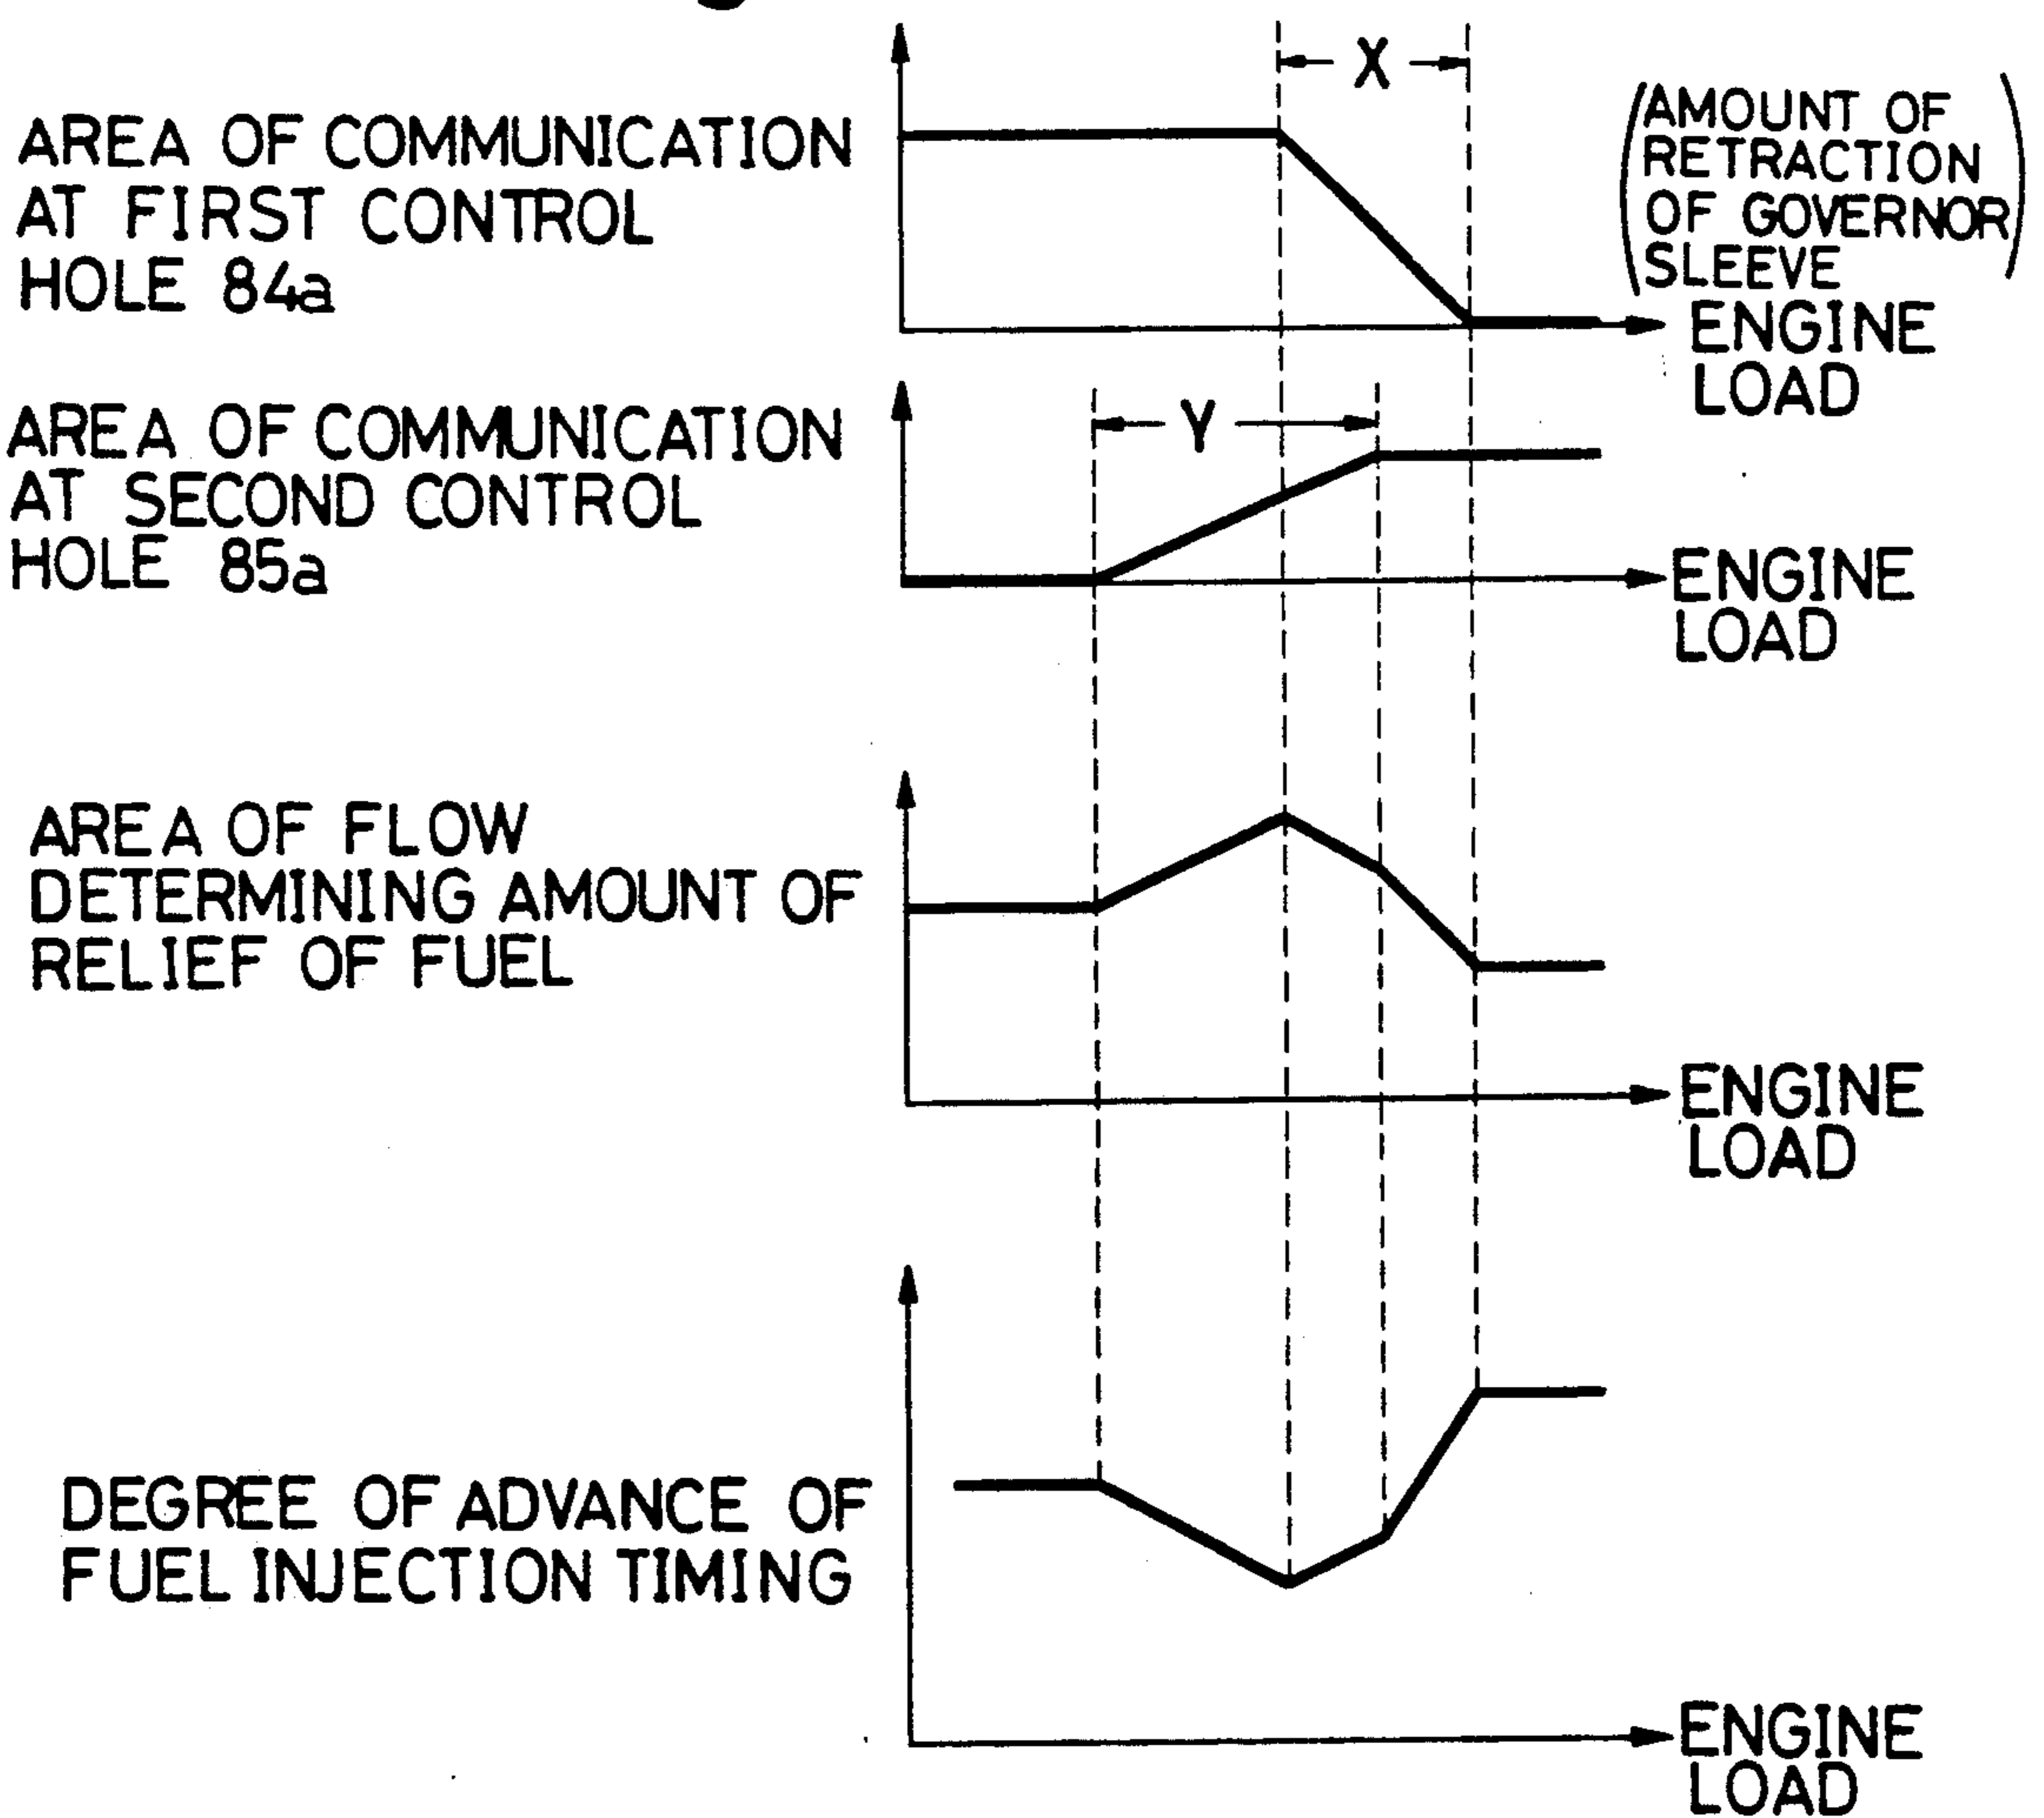 X
AREA OF COMMUNICATION
AT FIRST CONTROL
HOLE 84a
(AMOUNT OF
RETRACTION
OF GOVERNOR
SLEEVE)
ENGINE
LOAD
Y
AREA OF COMMUNICATION
AT SECOND CONTROL
HOLE 85a
ENGINE
LOAD
AREA OF FLOW
DETERMINING AMOUNT OF
RELIEF OF FUEL
ENGINE
LOAD
DEGREE OF ADVANCE OF
FUEL INJECTION TIMING
ENGINE
LOAD